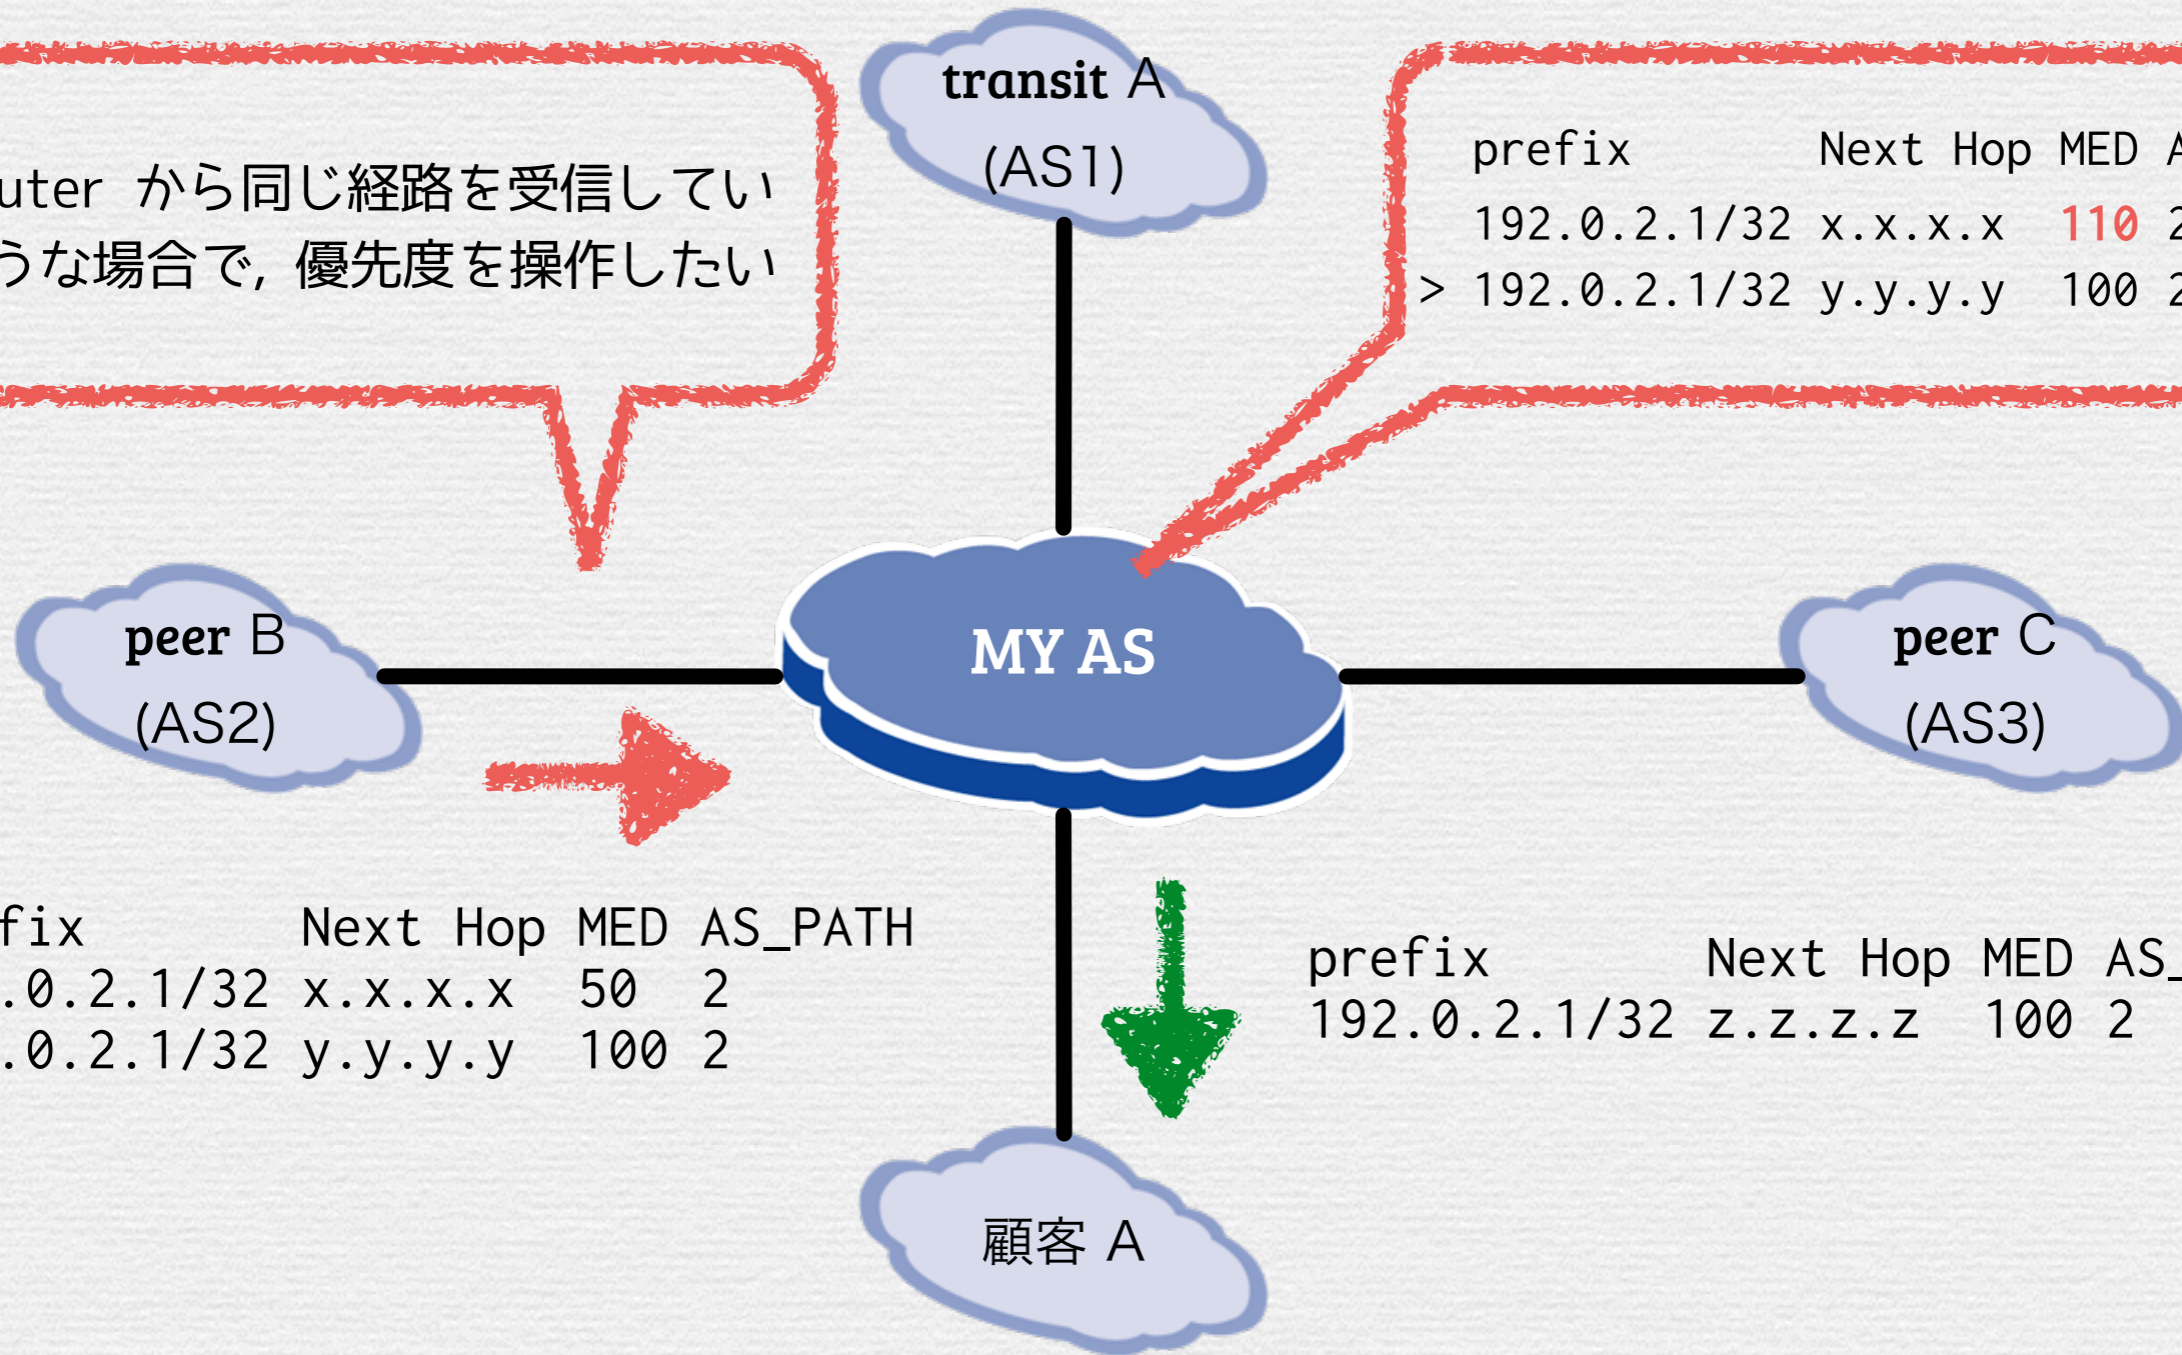 uter から同じ経路を受信してい
うな場合で, 優先度を操作したい
transit A
(AS1)
prefix Next Hop MED A
192.0.2.1/32 x.x.x.x 110 2
> 192.0.2.1/32 y.y.y.y 100 2
peer B
(AS2)
MY AS
peer C
(AS3)
fix Next Hop MED AS_PATH
.0.2.1/32 x.x.x.x 50 2
.0.2.1/32 y.y.y.y 100 2
prefix Next Hop MED AS_
192.0.2.1/32 z.z.z.z 100 2
顧客 A